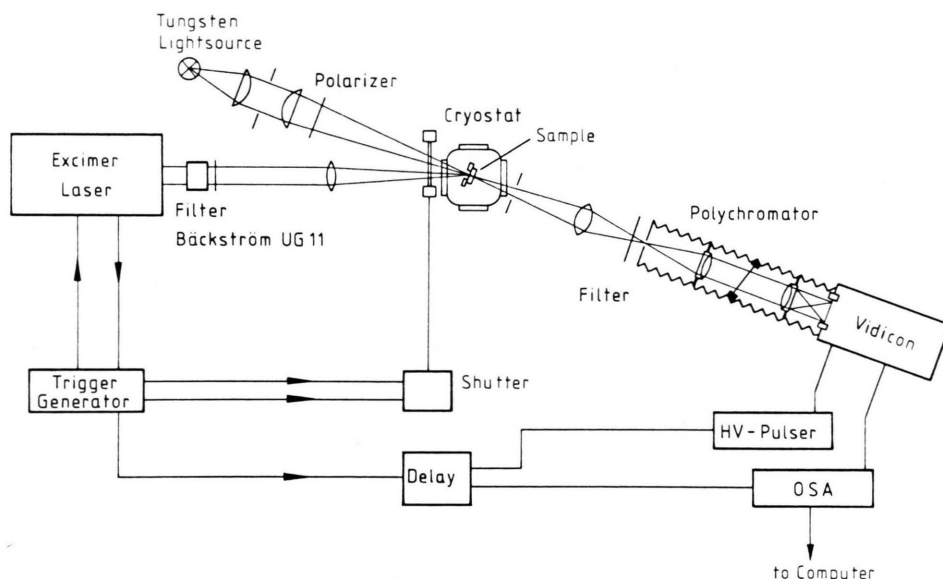 Tungsten
Lightsource
Polarizer
Cryostat
Sample
Excimer
Laser
Filter
Bäckström UG 11
Polychromator
Filter
Vidicon
Trigger
Generator
Shutter
HV-Pulser
Delay
OSA
to Computer